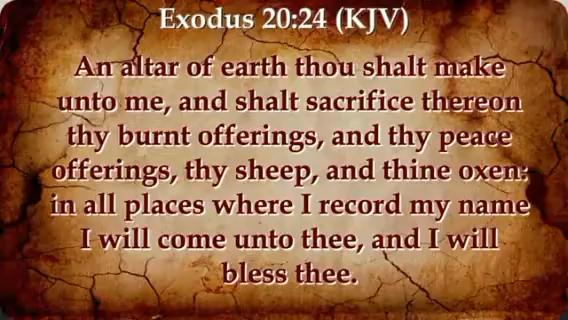 Exodus 20:24 (KJV)
An altar of earth thou shalt make
unto me, and shalt sacrifice thereon
thy burnt offerings, and thy peace
offerings, thy sheep, and thine oxen:
in all places where I record my name
I will come unto thee, and I will
bless thee.